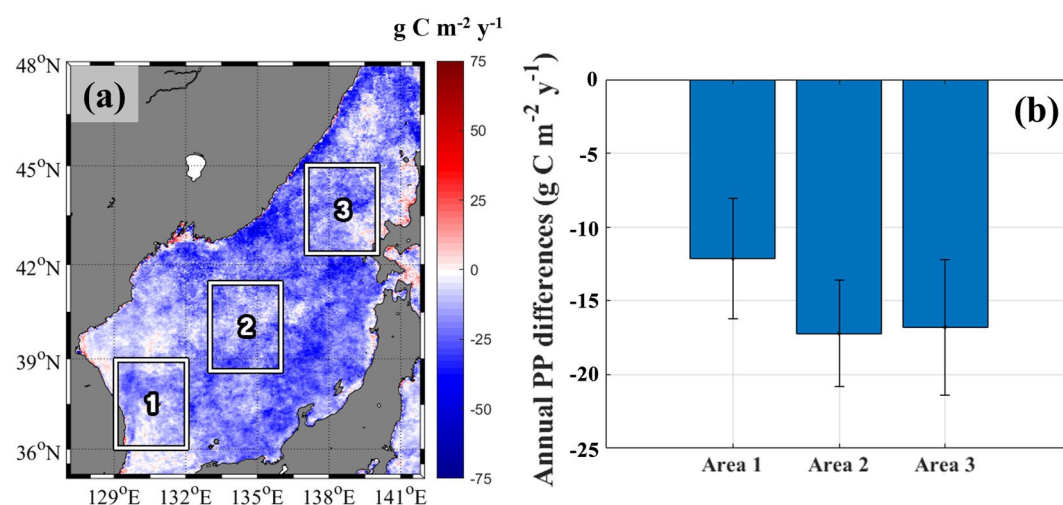 g C m⁻² y⁻¹
(a)
48°N
45°N
42°N
39°N
36°N
129°E
132°E
135°E
138°E
141°E
1
2
3
75
50
25
0
-25
-50
-75
(b)
Annual PP differences (g C m⁻² y⁻¹)
0
-5
-10
-15
-20
-25
Area 1
Area 2
Area 3